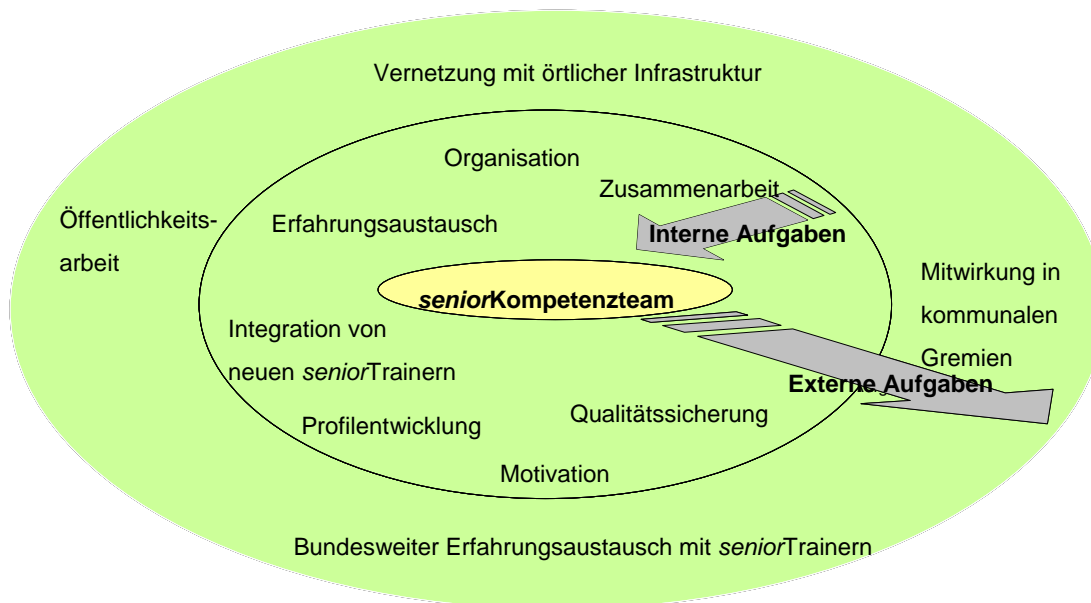 Vernetzung mit örtlicher Infrastruktur
Organisation
Zusammenarbeit
Öffentlichkeits-
arbeit
Erfahrungsaustausch
Interne Aufgaben
Mitwirkung in
kommunalen
Gremien
seniorKompetenzteam
Integration von
neuen seniorTrainern
Externe Aufgaben
Profilentwicklung
Qualitätssicherung
Motivation
Bundesweiter Erfahrungsaustausch mit seniorTrainern